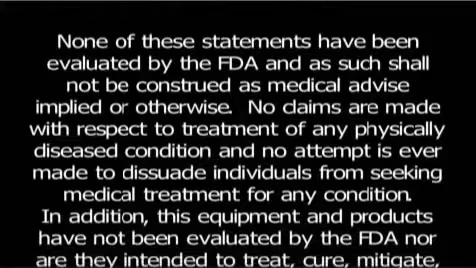 None of these statements have been
evaluated by the FDA and as such shall
not be construed as medical advise
implied or otherwise.  No claims are made
with respect to treatment of any physically
diseased condition and no attempt is ever
made to dissuade individuals from seeking
medical treatment for any condition.
In addition, this equipment and products
have not been evaluated by the FDA nor
are they intended to treat, cure, mitigate,